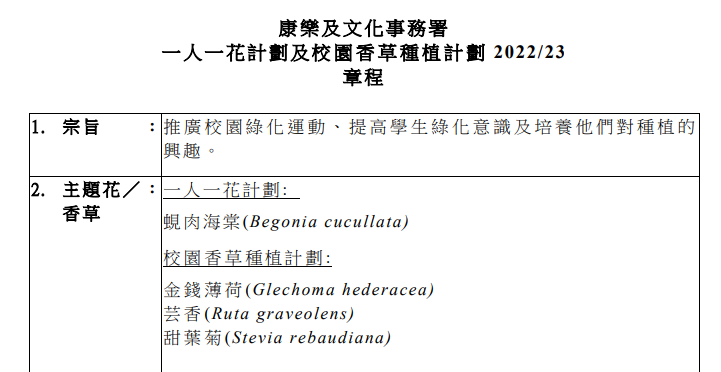 康樂及文化事務署
一人一花計劃及校園香草種植計劃 2022/23
章程
1. 宗旨 : 推廣校園綠化運動、提高學生綠化意識及培養他們對種植的
興趣。
2. 主題花／ : 一人一花計劃:
香草
蜆肉海棠(Begonia cucullata)
校園香草種植計劃:
金錢薄荷(Glechoma hederacea)
芸香(Ruta graveolens)
甜葉菊(Stevia rebaudiana)